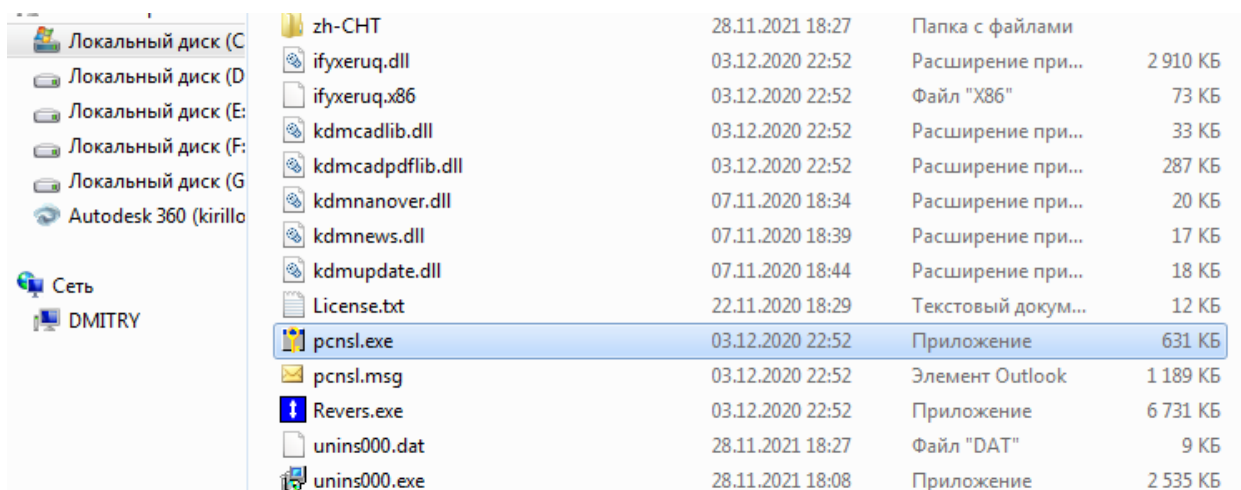 Локальный диск (C
Локальный диск (D
Локальный диск (E:
Локальный диск (F:
Локальный диск (G
Autodesk 360 (kirillo
Сеть
DMITRY
zh-CHT 28.11.2021 18:27 Папка с файлами
ifyxeruq.dll 03.12.2020 22:52 Расширение при... 2 910 КБ
ifyxeruq.x86 03.12.2020 22:52 Файл "X86" 73 КБ
kdmcadlib.dll 03.12.2020 22:52 Расширение при... 33 КБ
kdmcadpdflib.dll 03.12.2020 22:52 Расширение при... 287 КБ
kdmnanover.dll 07.11.2020 18:34 Расширение при... 20 КБ
kdmnews.dll 07.11.2020 18:39 Расширение при... 17 КБ
kdmupdate.dll 07.11.2020 18:44 Расширение при... 18 КБ
License.txt 22.11.2020 18:29 Текстовый докум... 12 КБ
pcnsl.exe 03.12.2020 22:52 Приложение 631 КБ
pcnsl.msg 03.12.2020 22:52 Элемент Outlook 1 189 КБ
Revers.exe 03.12.2020 22:52 Приложение 6 731 КБ
unins000.dat 28.11.2021 18:27 Файл "DAT" 9 КБ
unins000.exe 28.11.2021 18:08 Приложение 2 535 КБ